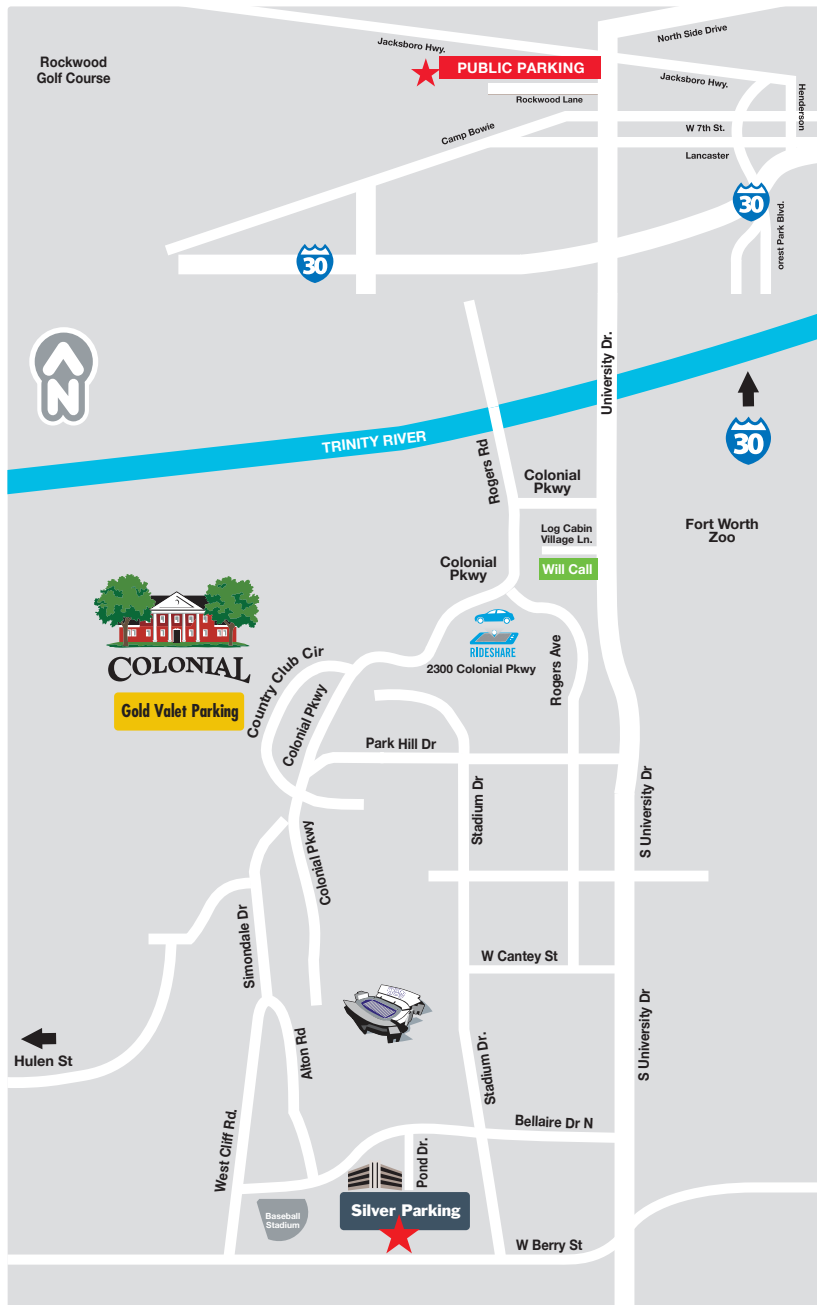 North Side Drive
Jacksboro Hwy.
Rockwood
Golf Course
PUBLIC PARKING
Jacksboro Hwy.
Henderson
Rockwood Lane
Camp Bowie
W 7th St.
Lancaster
30
orest Park Blvd.
30
N
University Dr.
TRINITY RIVER
30
Rogers Rd
Colonial
Pkwy
Fort Worth
Zoo
Log Cabin
Village Ln.
Colonial
Pkwy
Will Call
RIDESHARE
2300 Colonial Pkwy
Rogers Ave
COLONIAL
Gold Valet Parking
Country Club Cir
Colonial Pkwy
Park Hill Dr
Stadium Dr
S University Dr
Colonial Pkwy
Simondale Dr
W Cantey St
S University Dr
Hulen St
Alton Rd
Stadium Dr.
Bellaire Dr N
West Cliff Rd.
Pond Dr.
Silver Parking
Baseball
Stadium
W Berry St